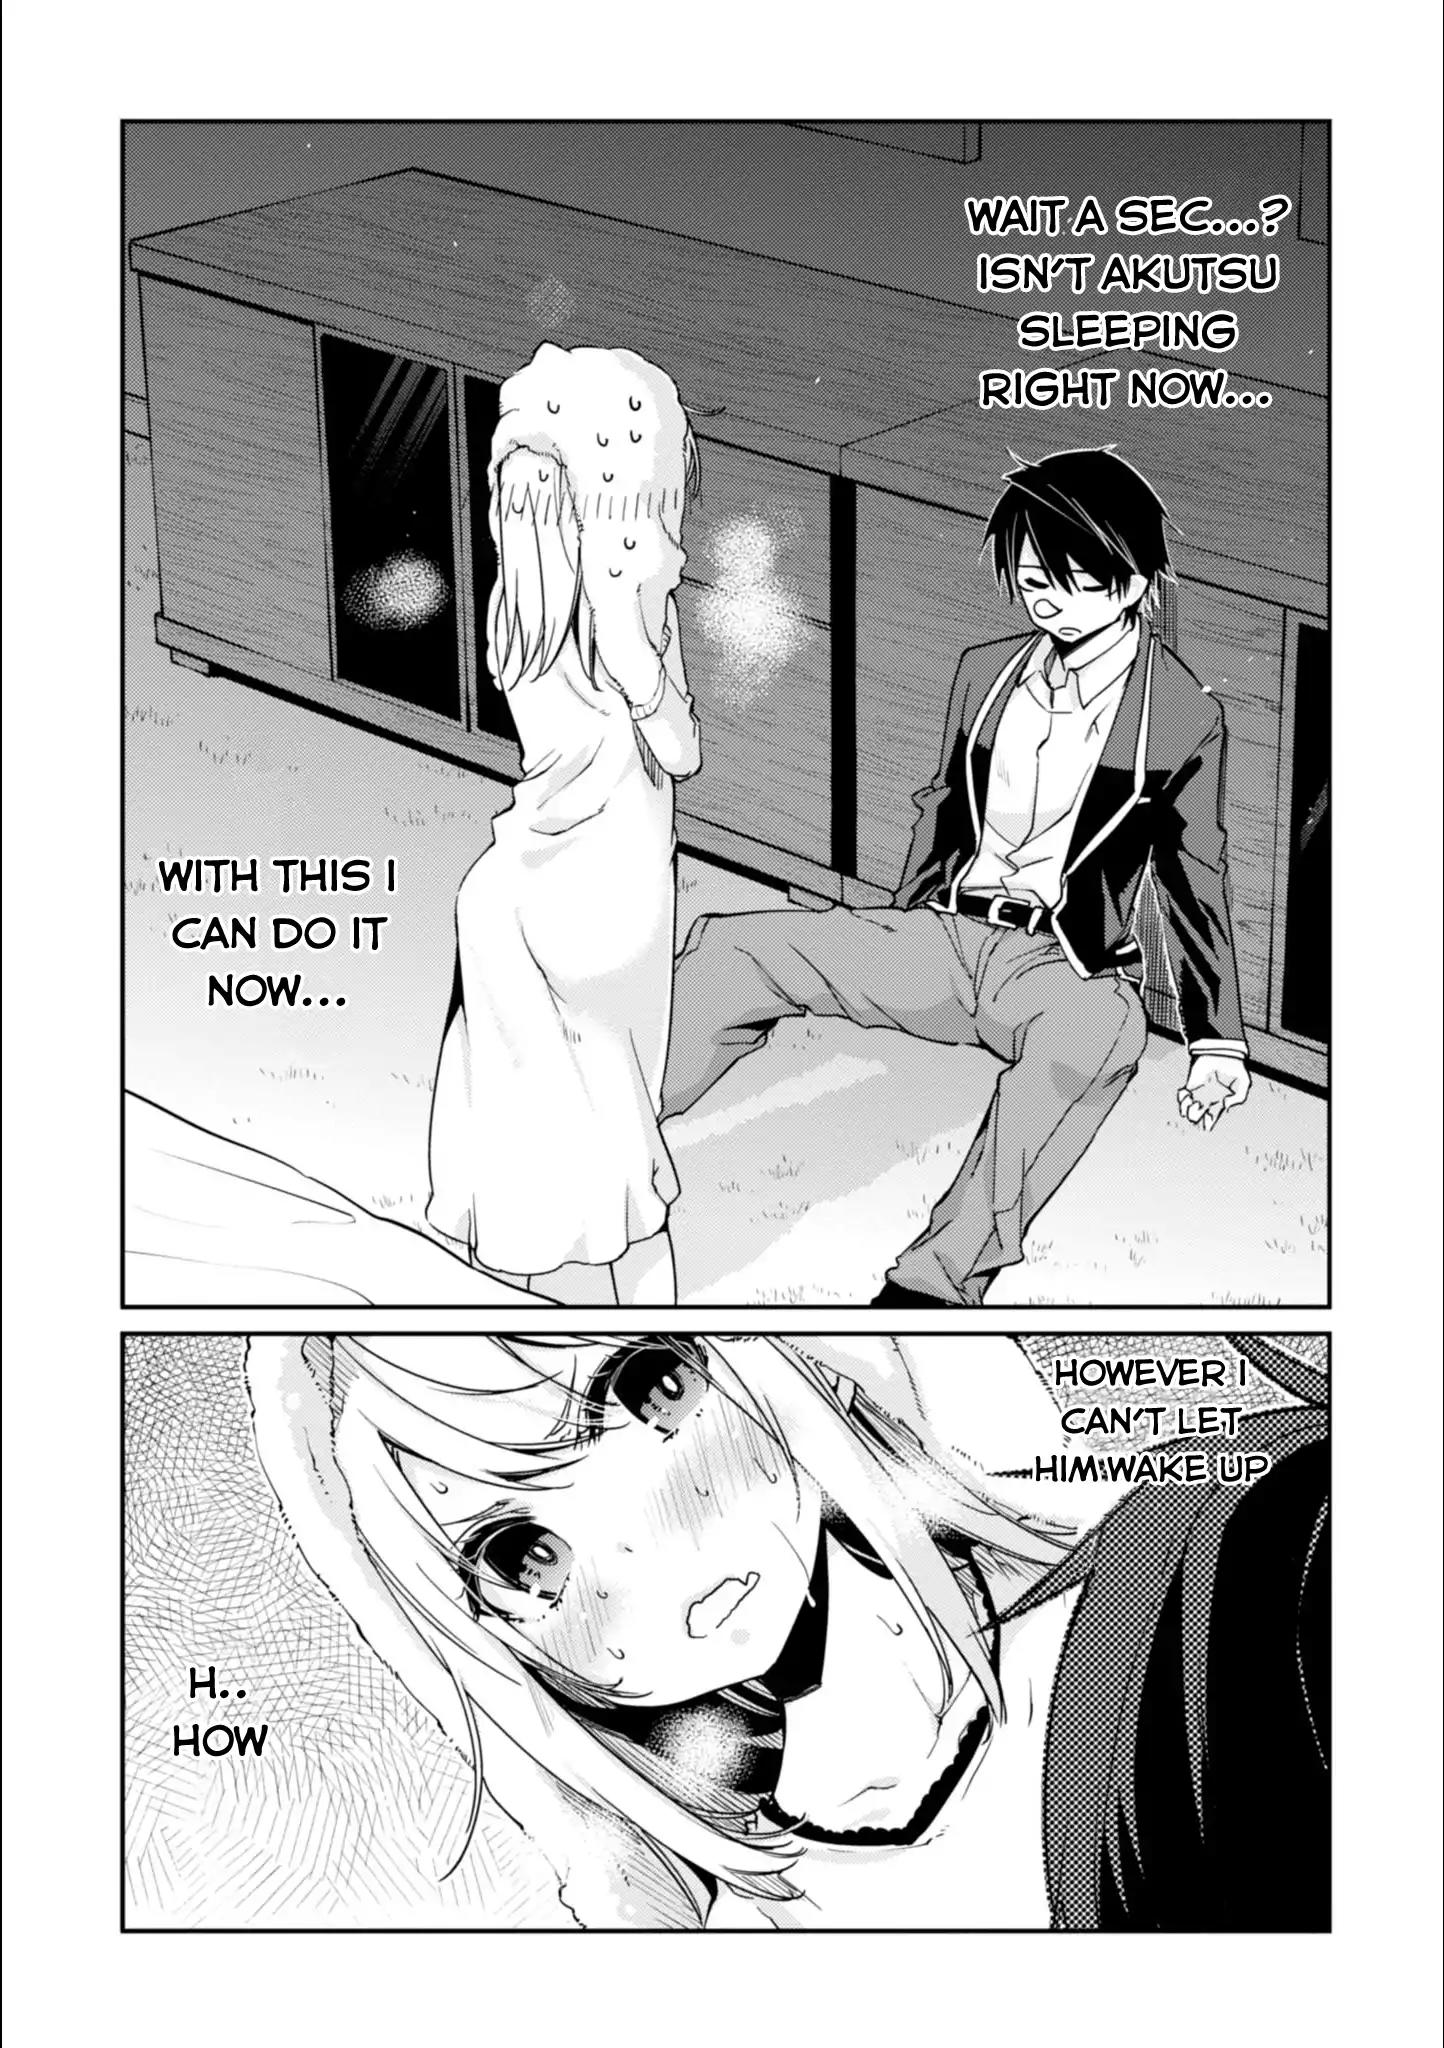 WAIT A SEC...?
ISN'T AKUTSU
SLEEPING
RIGHT NOW...
WITH THIS I
CAN DO IT
NOW...
HOWEVER I
CAN'T LET
HIM WAKE UP
H..
HOW